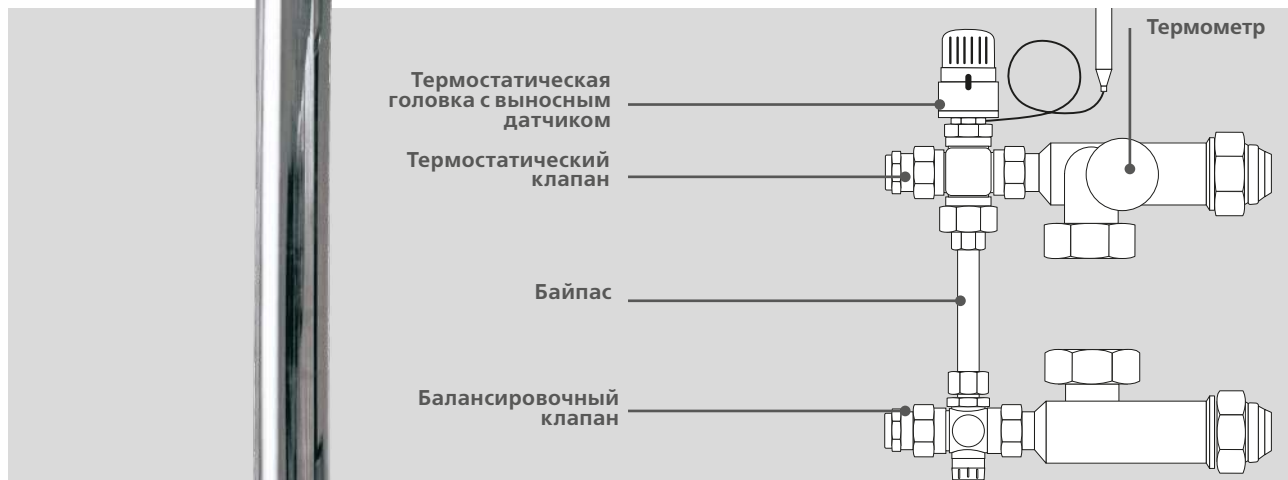 Термометр
Термостатическая
головка с выносным
датчиком
Термостатический
клапан
Байпас
Балансировочный
клапан